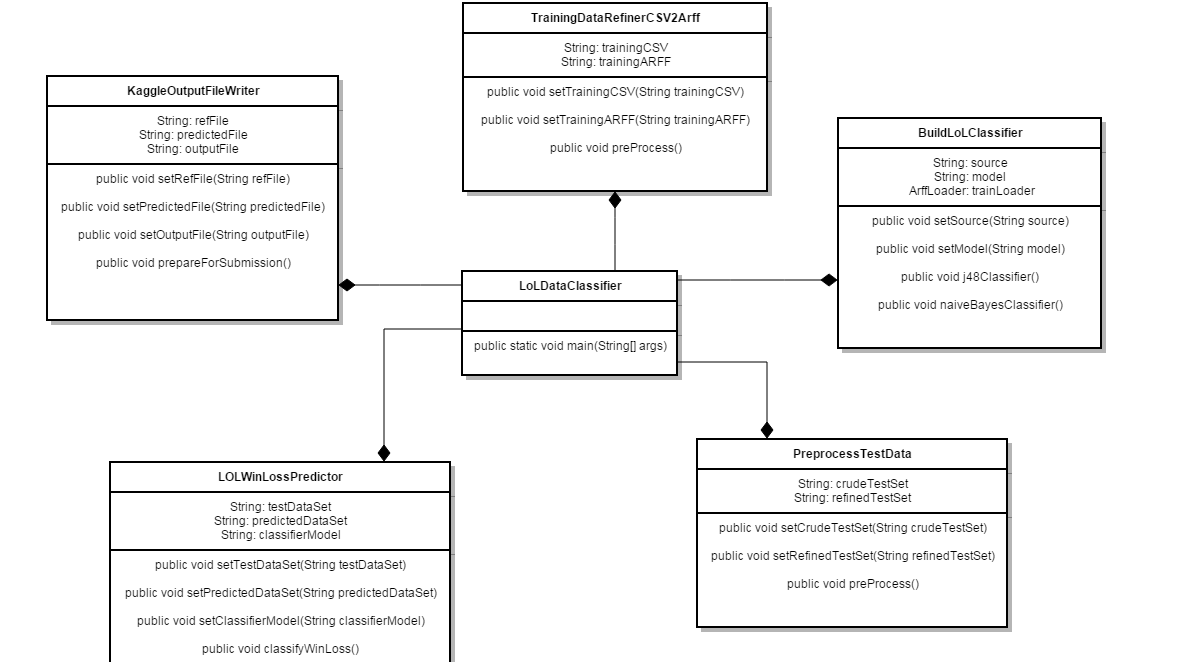 TrainingDataRefinerCSV2Arff
String: trainingCSV
String: trainingARFF
public void setTrainingCSV(String trainingCSV)
public void setTrainingARFF(String trainingARFF)
public void preProcess()
KaggleOutputFileWriter
String: refFile
String: predictedFile
String: outputFile
public void setRefFile(String refFile)
public void setPredictedFile(String predictedFile)
public void setOutputFile(String outputFile)
public void prepareForSubmission()
BuildLoLClassifier
String: source
String: model
ArffLoader: trainLoader
public void setSource(String source)
public void setModel(String model)
public void j48Classifier()
public void naiveBayesClassifier()
LoLDataClassifier
public static void main(String[] args)
LOLWinLossPredictor
String: testDataSet
String: predictedDataSet
String: classifierModel
public void setTestDataSet(String testDataSet)
public void setPredictedDataSet(String predictedDataSet)
public void setClassifierModel(String classifierModel)
public void classifyWinLoss()
PreprocessTestData
String: crudeTestSet
String: refinedTestSet
public void setCrudeTestSet(String crudeTestSet)
public void setRefinedTestSet(String refinedTestSet)
public void preProcess()